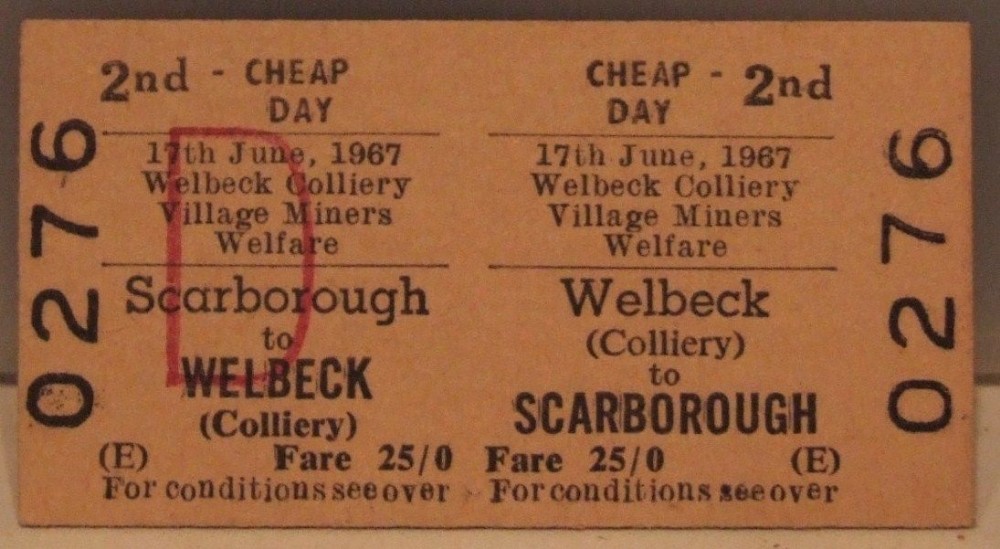 2nd - CHEAP
DAY
17th June, 1967
Welbeck Colliery
Village Miners
Welfare
Scarborough
to
WELBECK
(Colliery)
(E) Fare 25/0
For conditions see over
0276
D
CHEAP - 2nd
DAY
17th June, 1967
Welbeck Colliery
Village Miners
Welfare
Welbeck
(Colliery)
to
SCARBOROUGH
Fare 25/0 (E)
For conditions see over
0276